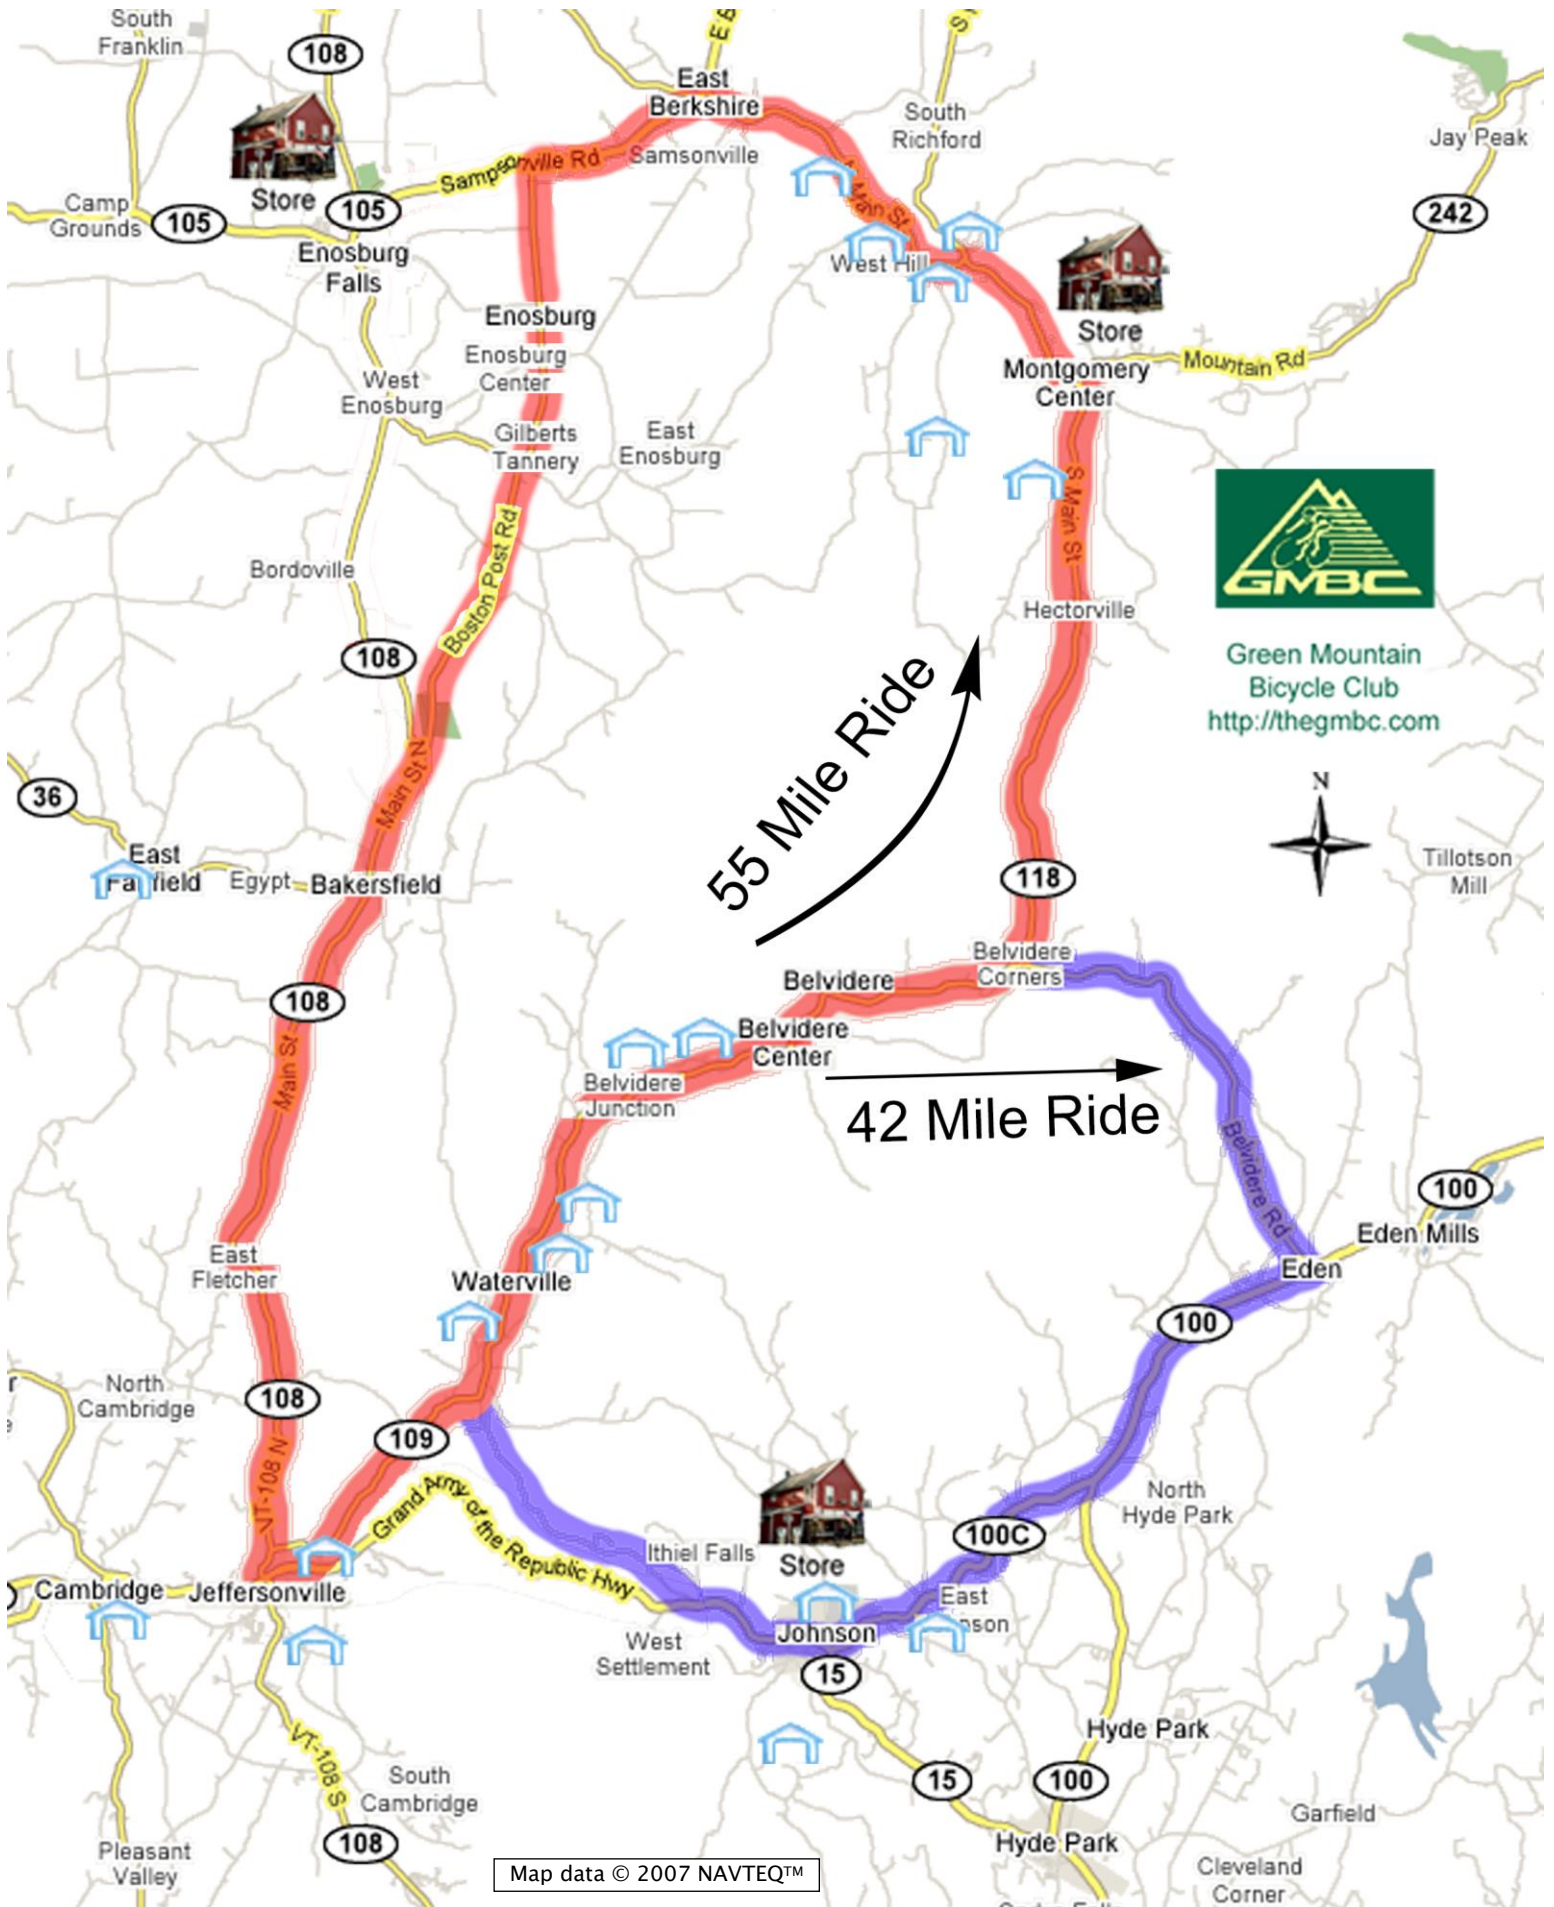 South
Franklin
108
East
Berkshire
South
Richford
Jay Peak
Sampsonville Rd
Samsonville
Store
Camp
Grounds
105
105
242
N Main St
Enosburg
Falls
West Hill
Store
Enosburg
Enosburg
Center
Mountain Rd
Montgomery
Center
West
Enosburg
Gilberts
Tannery
East
Enosburg
S Main St
GMBC
Boston Post Rd
Bordoville
Hectorville
Green Mountain
Bicycle Club
http://thegmbc.com
108
55 Mile Ride
Main St N
36
N
East
Fairfield
Egypt
Bakersfield
118
Tillotson
Mill
Belvidere
Corners
Belvidere
108
Belvidere
Center
Main St
Belvidere
Junction
42 Mile Ride
Belvidere Rd
100
Eden Mills
East
Fletcher
Waterville
Eden
100
North
Cambridge
108
109
VT-108 N
Grand Army of the Republic Hwy
North
Hyde Park
100C
Ithiel Falls
Store
Cambridge
Jeffersonville
East
Johnson
West
Settlement
15
VT-108 S
Hyde Park
15
100
South
Cambridge
Garfield
108
Hyde Park
Pleasant
Valley
Map data © 2007 NAVTEQ™
Cleveland
Corner